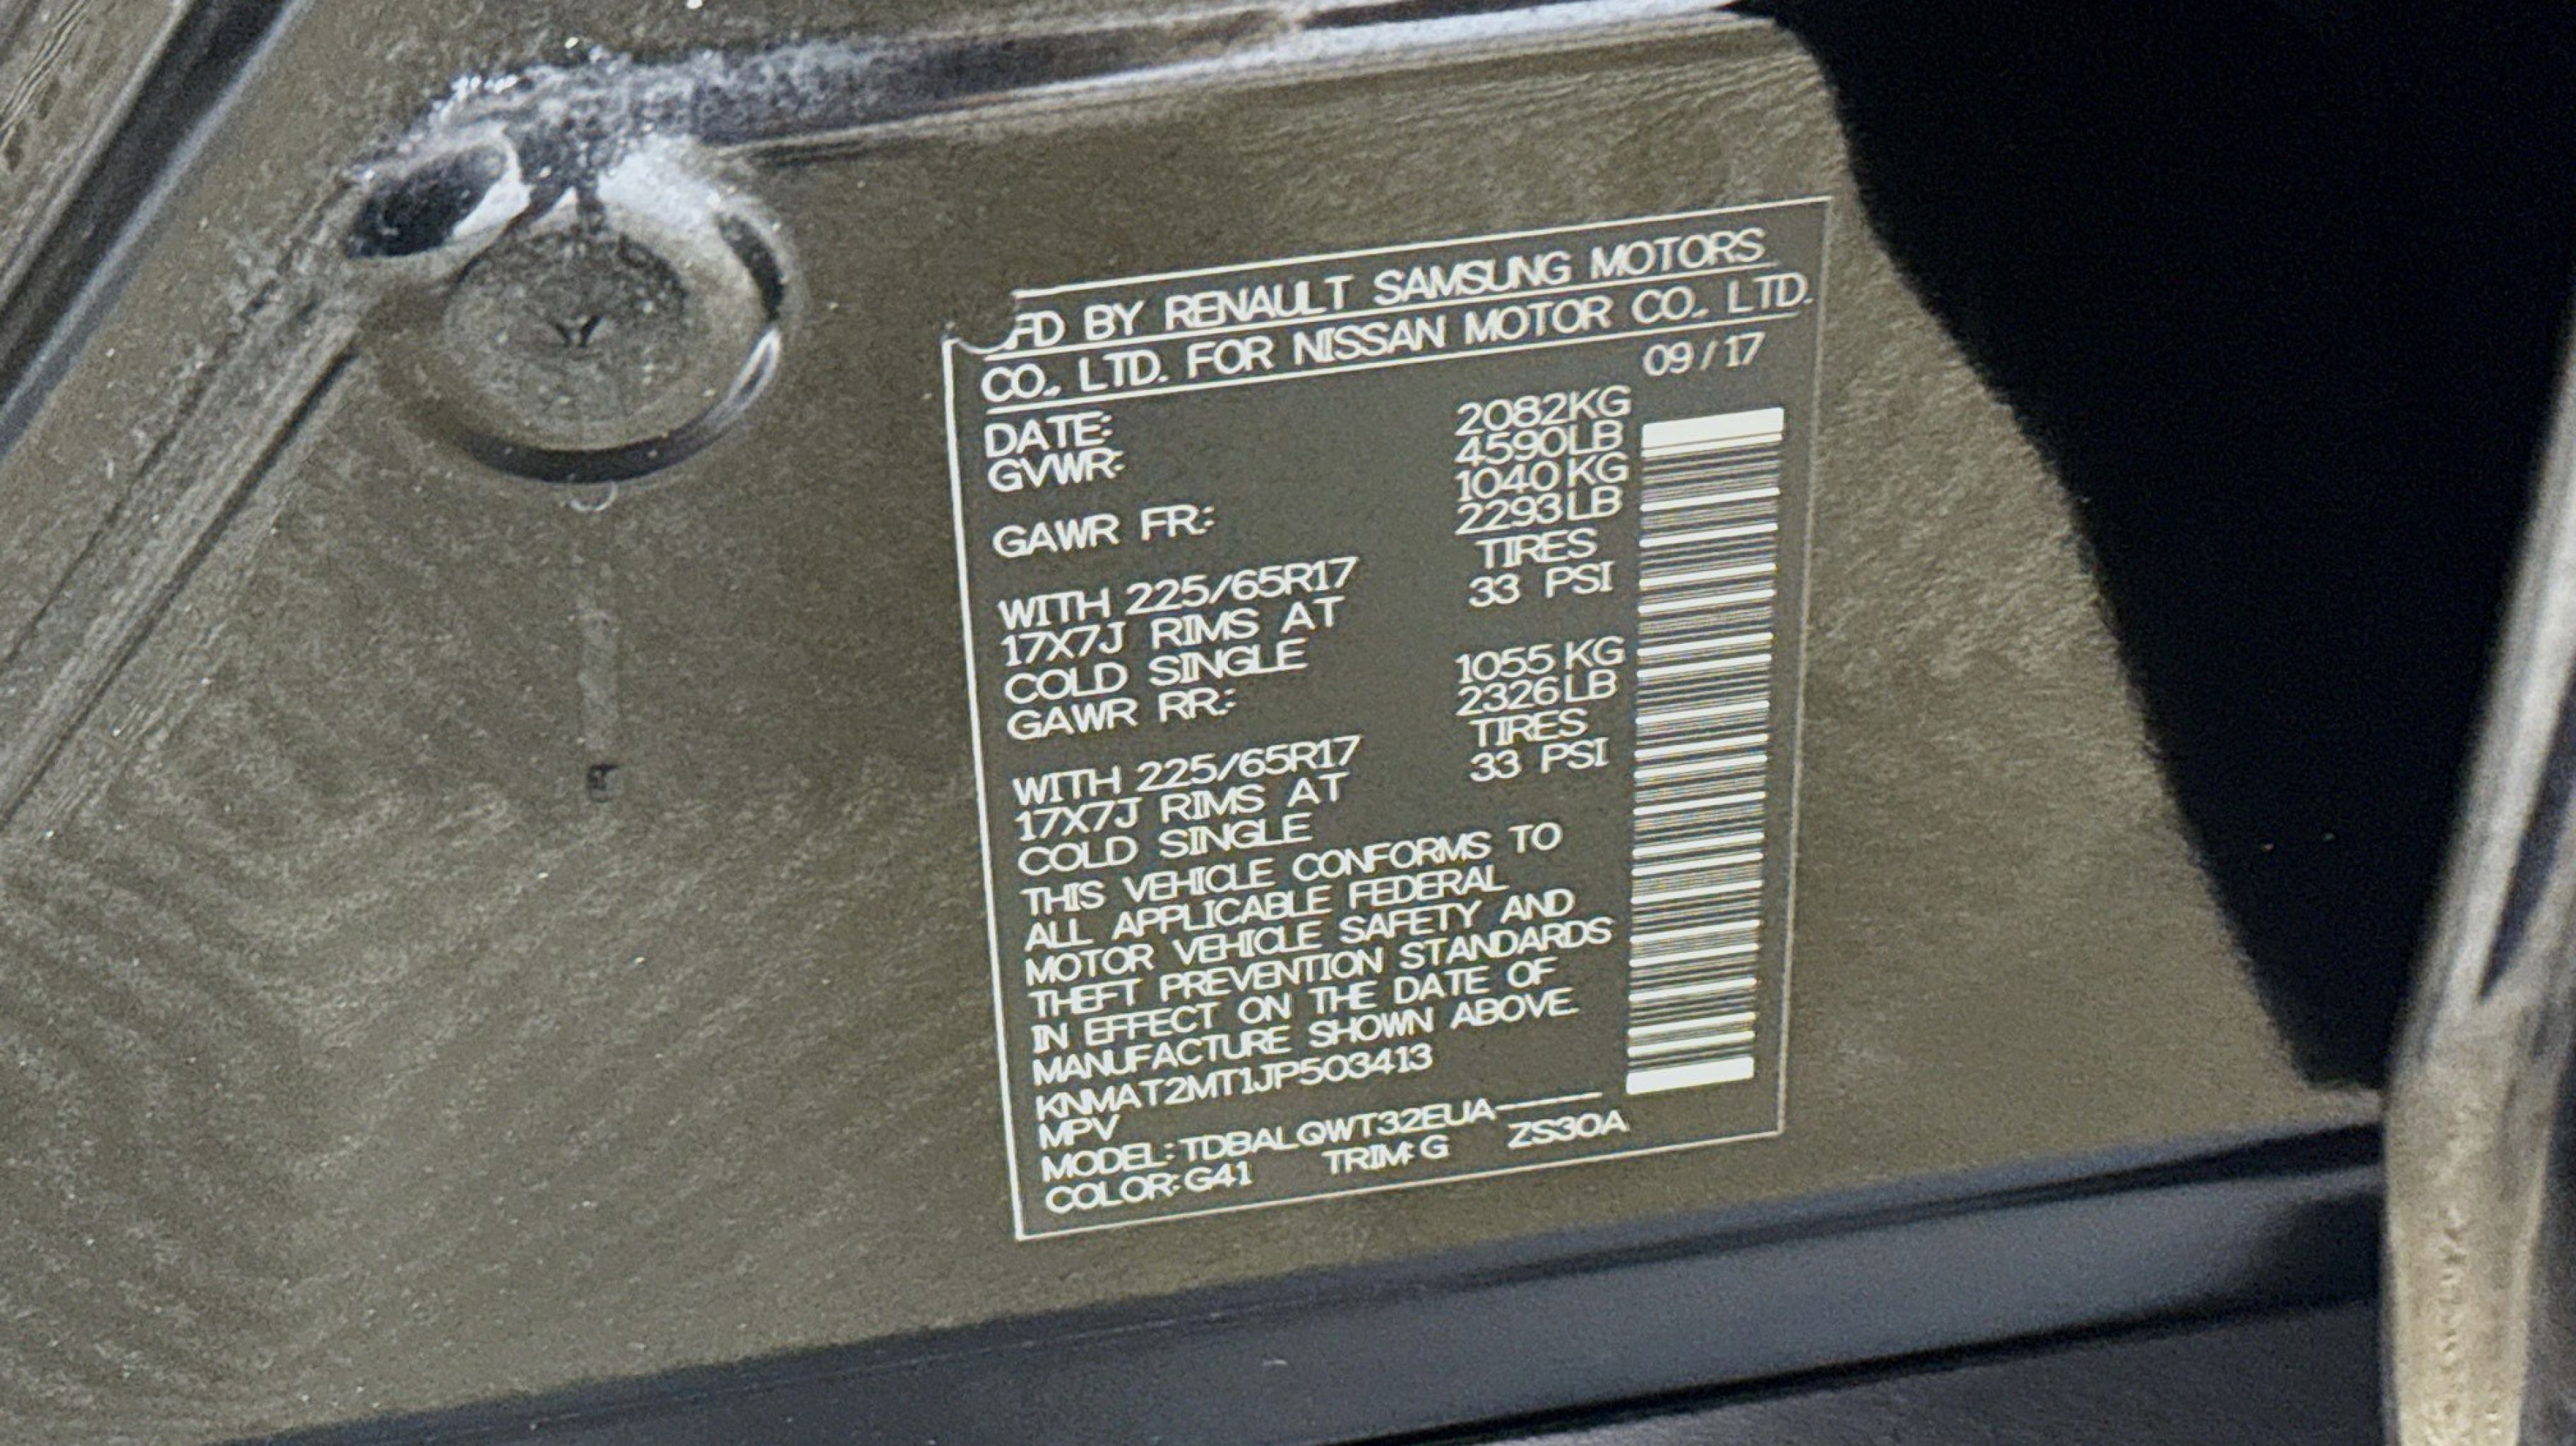 FD BY RENAULT SAMSUNG MOTORS
CO., LTD. FOR NISSAN MOTOR CO., LTD.
DATE: 09/17
GVWR: 2082KG
4590LB
GAWR FR: 1040KG
2293LB
WITH 225/65R17 TIRES
17X7J RIMS AT 33 PSI
COLD SINGLE
GAWR RR: 1055KG
2326LB
WITH 225/65R17 TIRES
17X7J RIMS AT 33 PSI
COLD SINGLE
THIS VEHICLE CONFORMS TO
ALL APPLICABLE FEDERAL
MOTOR VEHICLE SAFETY AND
THEFT PREVENTION STANDARDS
IN EFFECT ON THE DATE OF
MANUFACTURE SHOWN ABOVE.
KNMAT2MT1JP503413
MPV
MODEL:TDBALQWT32EUA-----
COLOR:G41 TRIM:G ZS30A